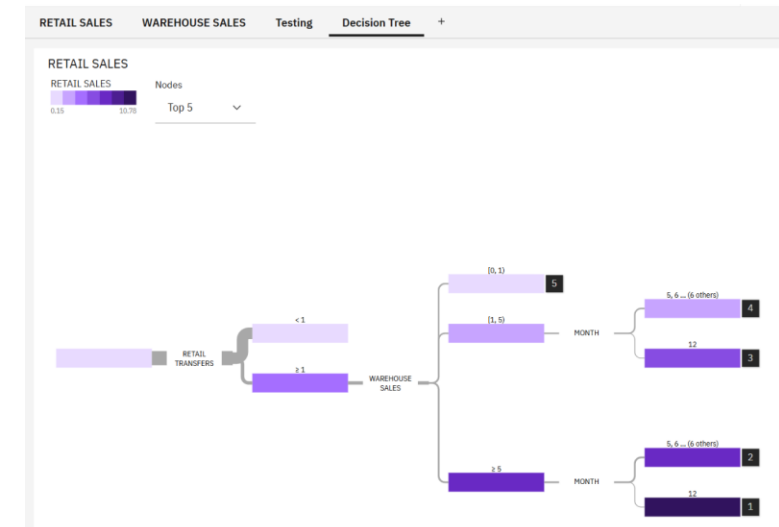 RETAIL SALES WAREHOUSE SALES Testing Decision Tree +
RETAIL SALES
RETAIL SALES
0.15 10.78
Nodes
Top 5
< 1
RETAIL
TRANSFERS
≥ 1
WAREHOUSE
SALES
[0, 1)
5
[1, 5)
MONTH
5, 6 ... (6 others)
4
12
3
≥ 5
MONTH
5, 6 ... (6 others)
2
12
1